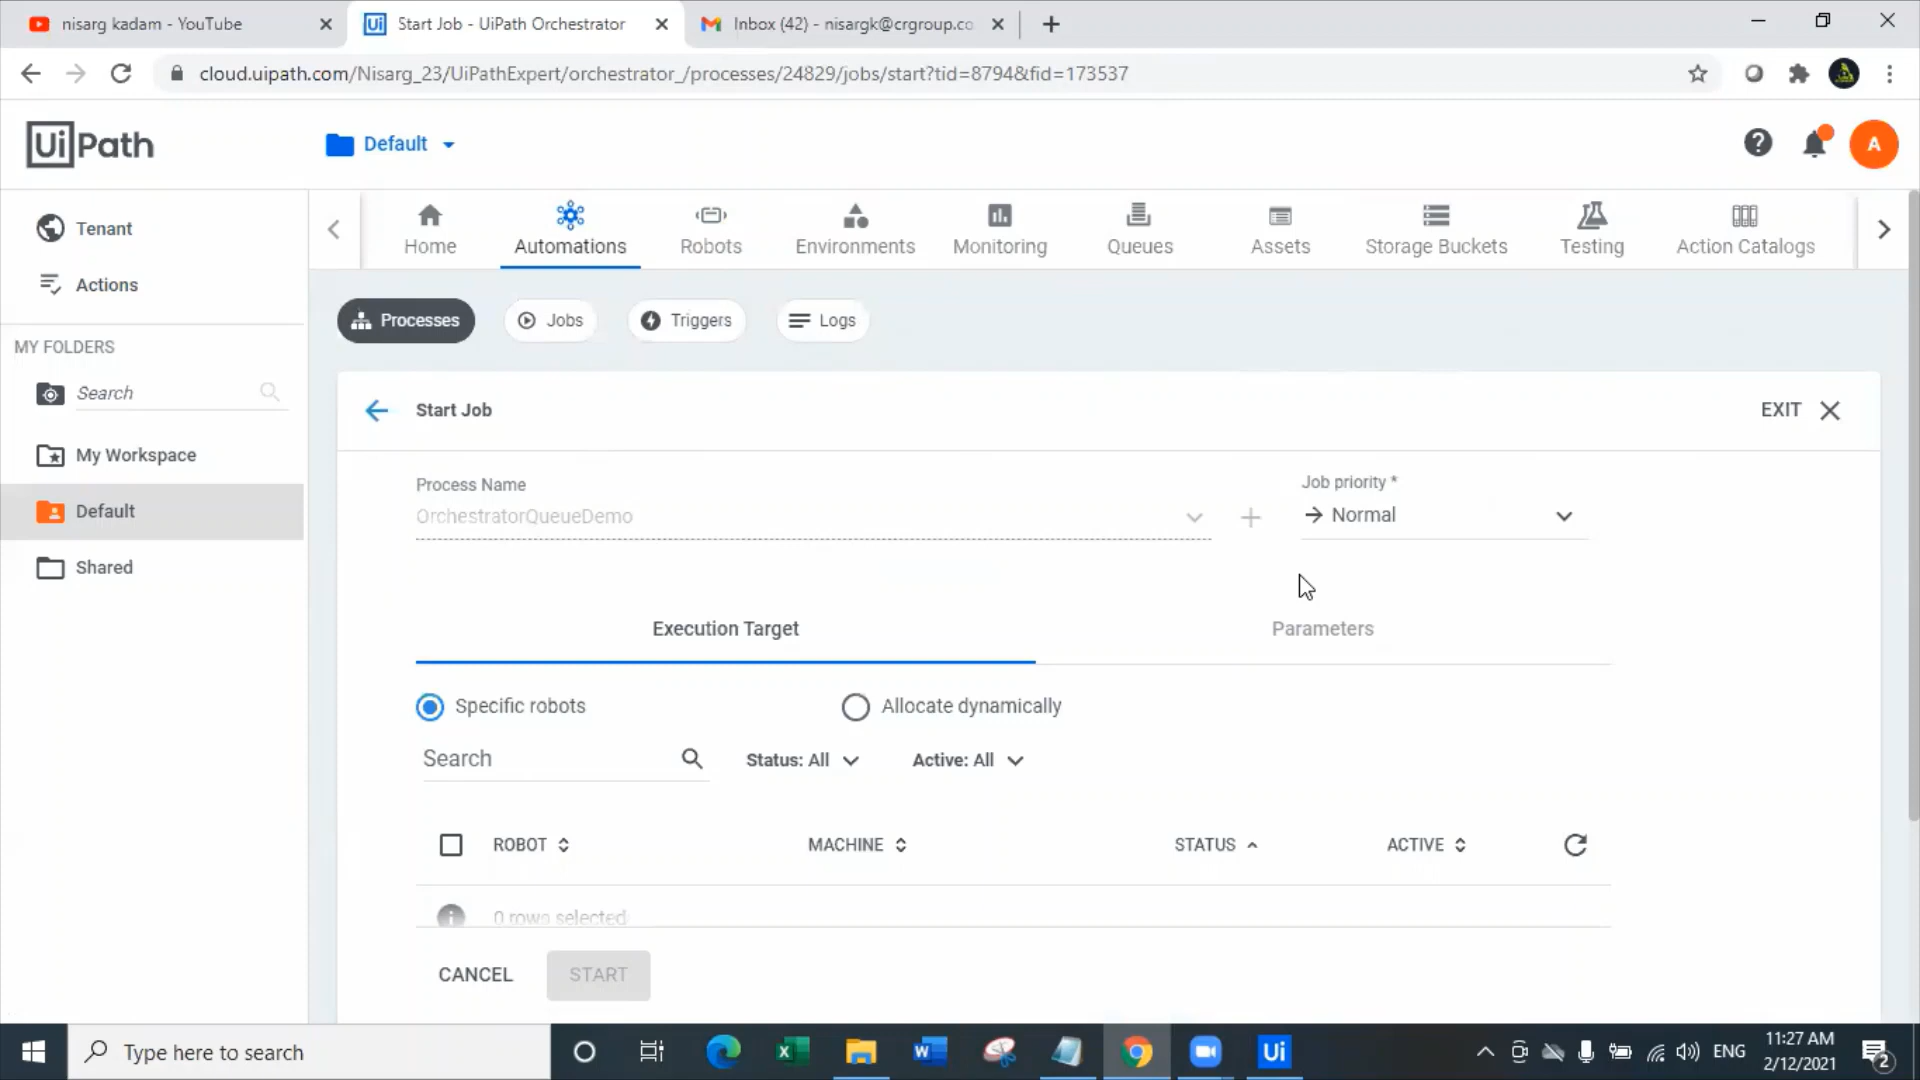 nisarg kadam - YouTube
Start Job - UiPath Orchestrator
Inbox (42) - nisargk@crgroup.co
cloud.uipath.com/Nisarg_23/UiPathExpert/orchestrator_/processes/24829/jobs/start?tid=8794&fid=173537
UiPath
Default
A
Tenant
Actions
MY FOLDERS
Search
My Workspace
Default
Shared
Home
Automations
Robots
Environments
Monitoring
Queues
Assets
Storage Buckets
Testing
Action Catalogs
Processes
Jobs
Triggers
Logs
Start Job
EXIT
Process Name
OrchestratorQueueDemo
Job priority *
Normal
Execution Target
Parameters
Specific robots
Allocate dynamically
Search
Status: All
Active: All
ROBOT
MACHINE
STATUS
ACTIVE
0 rows selected
CANCEL
START
Type here to search
Ui
ENG
11:27 AM
2/12/2021
2